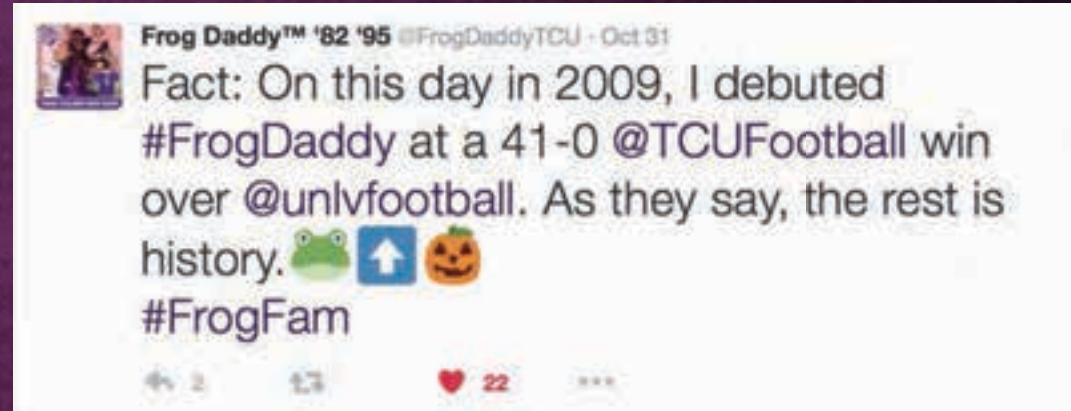 Frog Daddy™ '82 '95 @FrogDaddyTCU · Oct 31
Fact: On this day in 2009, I debuted
#FrogDaddy at a 41-0 @TCUFootball win
over @unlvfootball. As they say, the rest is
history.🐸⬆️🎃
#FrogFam
2 22